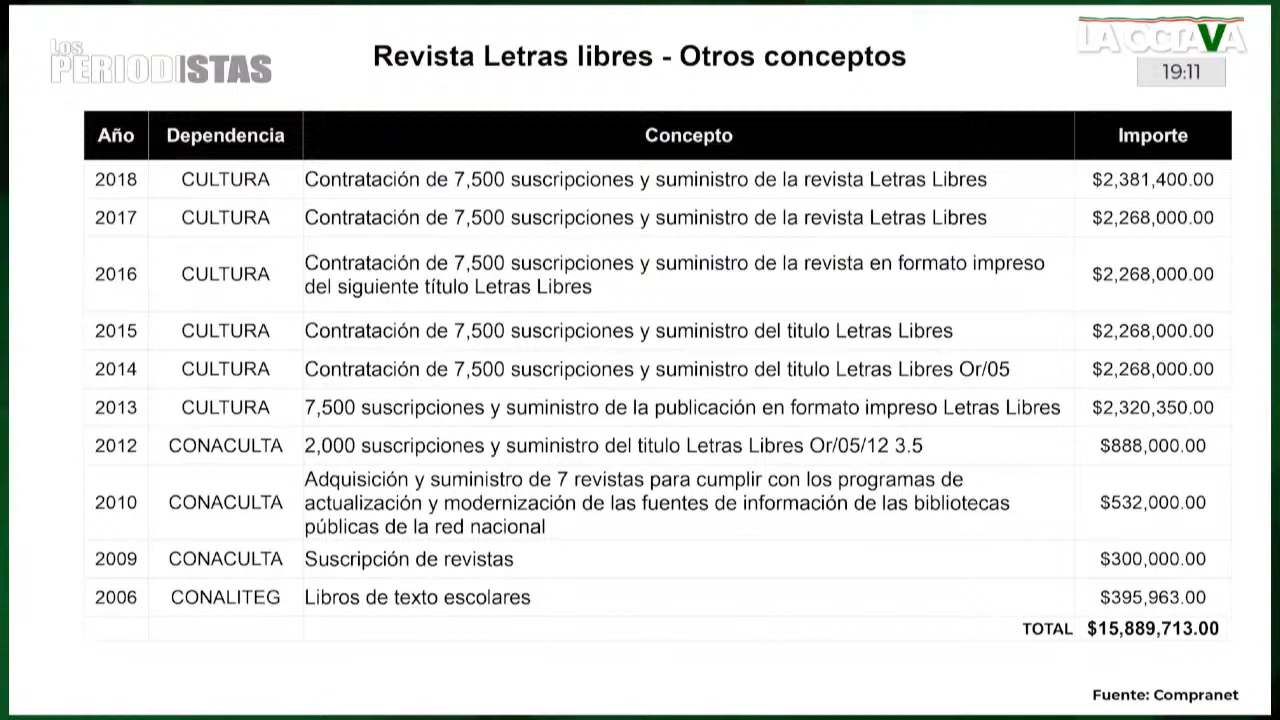 Los
PERIODISTAS
Revista Letras libres - Otros conceptos
LA OCTAVA
19:11
Año Dependencia Concepto Importe
2018 CULTURA Contratación de 7,500 suscripciones y suministro de la revista Letras Libres $2,381,400.00
2017 CULTURA Contratación de 7,500 suscripciones y suministro de la revista Letras Libres $2,268,000.00
2016 CULTURA Contratación de 7,500 suscripciones y suministro de la revista en formato impreso
del siguiente título Letras Libres $2,268,000.00
2015 CULTURA Contratación de 7,500 suscripciones y suministro del titulo Letras Libres $2,268,000.00
2014 CULTURA Contratación de 7,500 suscripciones y suministro del titulo Letras Libres Or/05 $2,268,000.00
2013 CULTURA 7,500 suscripciones y suministro de la publicación en formato impreso Letras Libres $2,320,350.00
2012 CONACULTA 2,000 suscripciones y suministro del titulo Letras Libres Or/05/12 3.5 $888,000.00
2010 CONACULTA Adquisición y suministro de 7 revistas para cumplir con los programas de
actualización y modernización de las fuentes de información de las bibliotecas
públicas de la red nacional $532,000.00
2009 CONACULTA Suscripción de revistas $300,000.00
2006 CONALITEG Libros de texto escolares $395,963.00
TOTAL $15,889,713.00
Fuente: Compranet